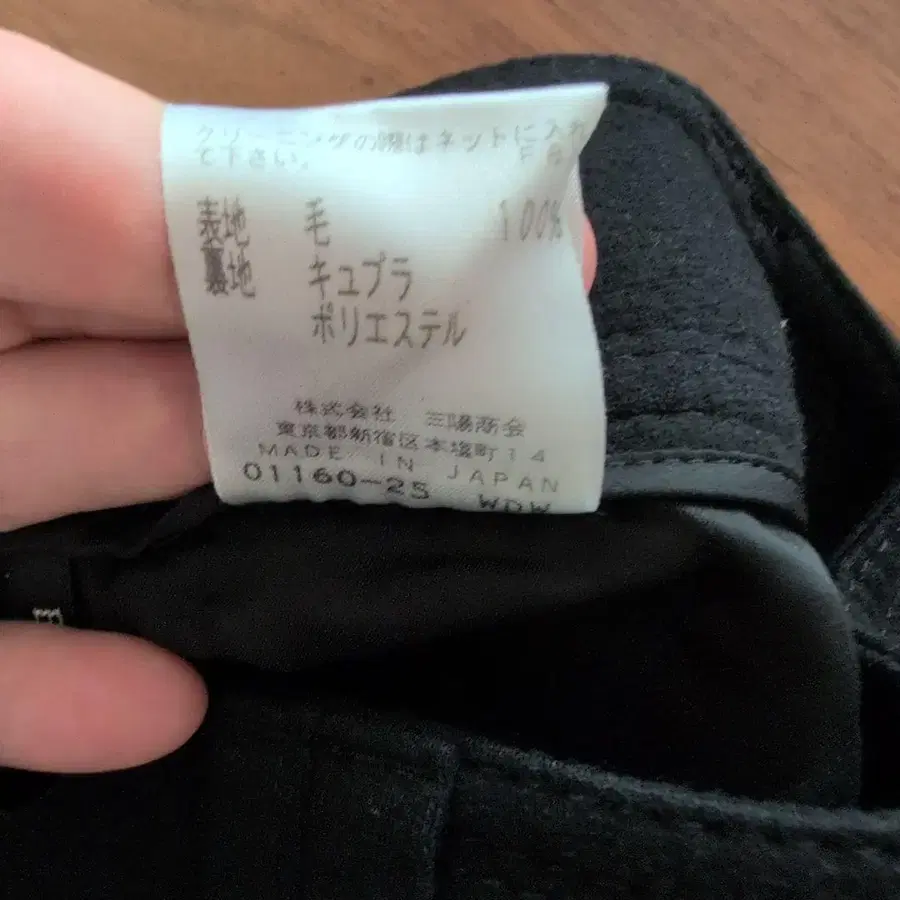 クリーニングの際はネットに入れ
て下さい。
表地 毛 100%
裏地 キュプラ
ポリエステル
株式会社 三陽商会
東京都新宿区本塩町14
MADE IN JAPAN
01160-25 WDW